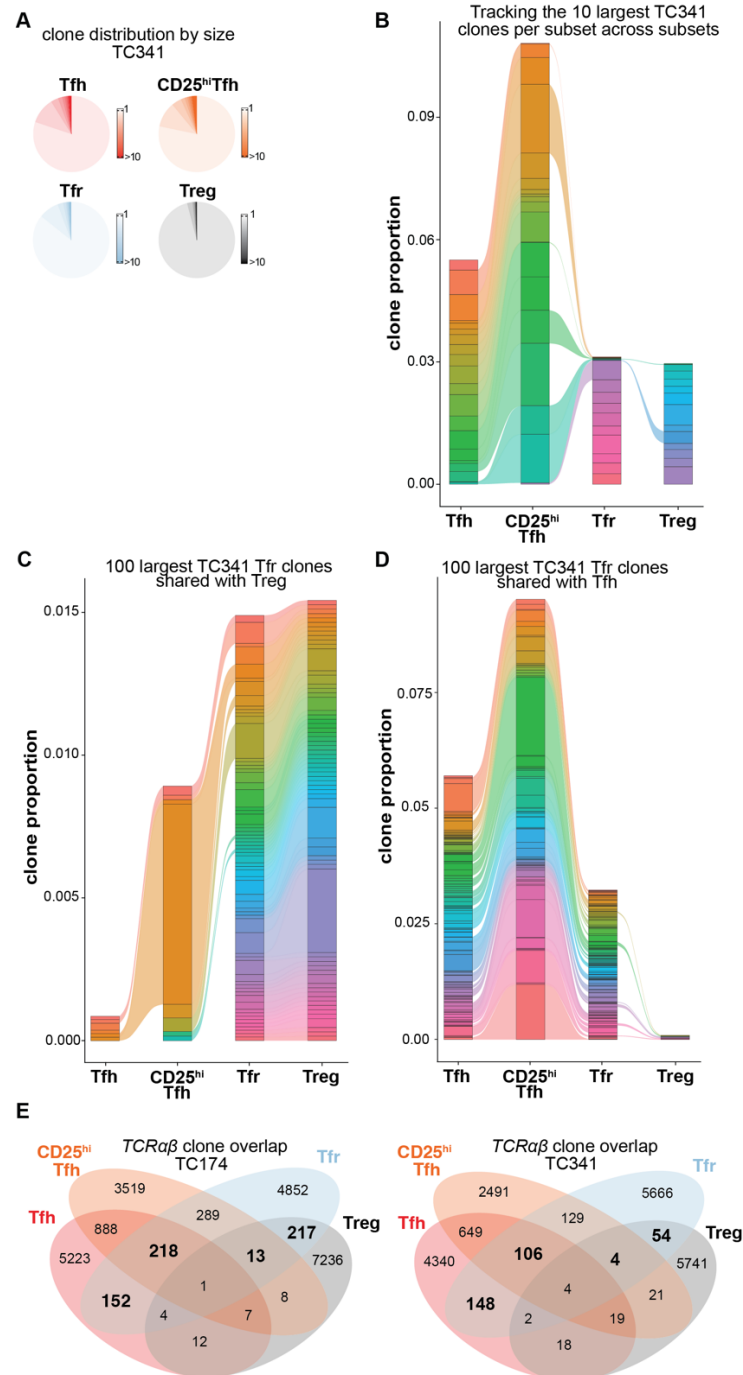 A
clone distribution by size
TC341
Tfh
CD25hiTfh
1
>10
1
>10
Tfr
Treg
1
>10
1
>10
B
Tracking the 10 largest TC341
clones per subset across subsets
clone proportion
0.09
0.06
0.03
0.00
Tfh
CD25hi
Tfh
Tfr
Treg
C
100 largest TC341 Tfr clones
shared with Treg
clone proportion
0.015
0.010
0.005
0.000
Tfh
CD25hi
Tfh
Tfr
Treg
D
100 largest TC341 Tfr clones
shared with Tfh
clone proportion
0.075
0.050
0.025
0.00
Tfh
CD25hi
Tfh
Tfr
Treg
E
TCRαβ clone overlap
TC174
CD25hi
Tfh
Tfr
Tfh
Treg
3519
4852
289
888
217
5223
218
13
7236
1
152
8
4
7
12
TCRαβ clone overlap
TC341
CD25hi
Tfh
Tfr
Tfh
Treg
2491
5666
129
649
54
4340
106
4
5741
4
148
21
2
19
18